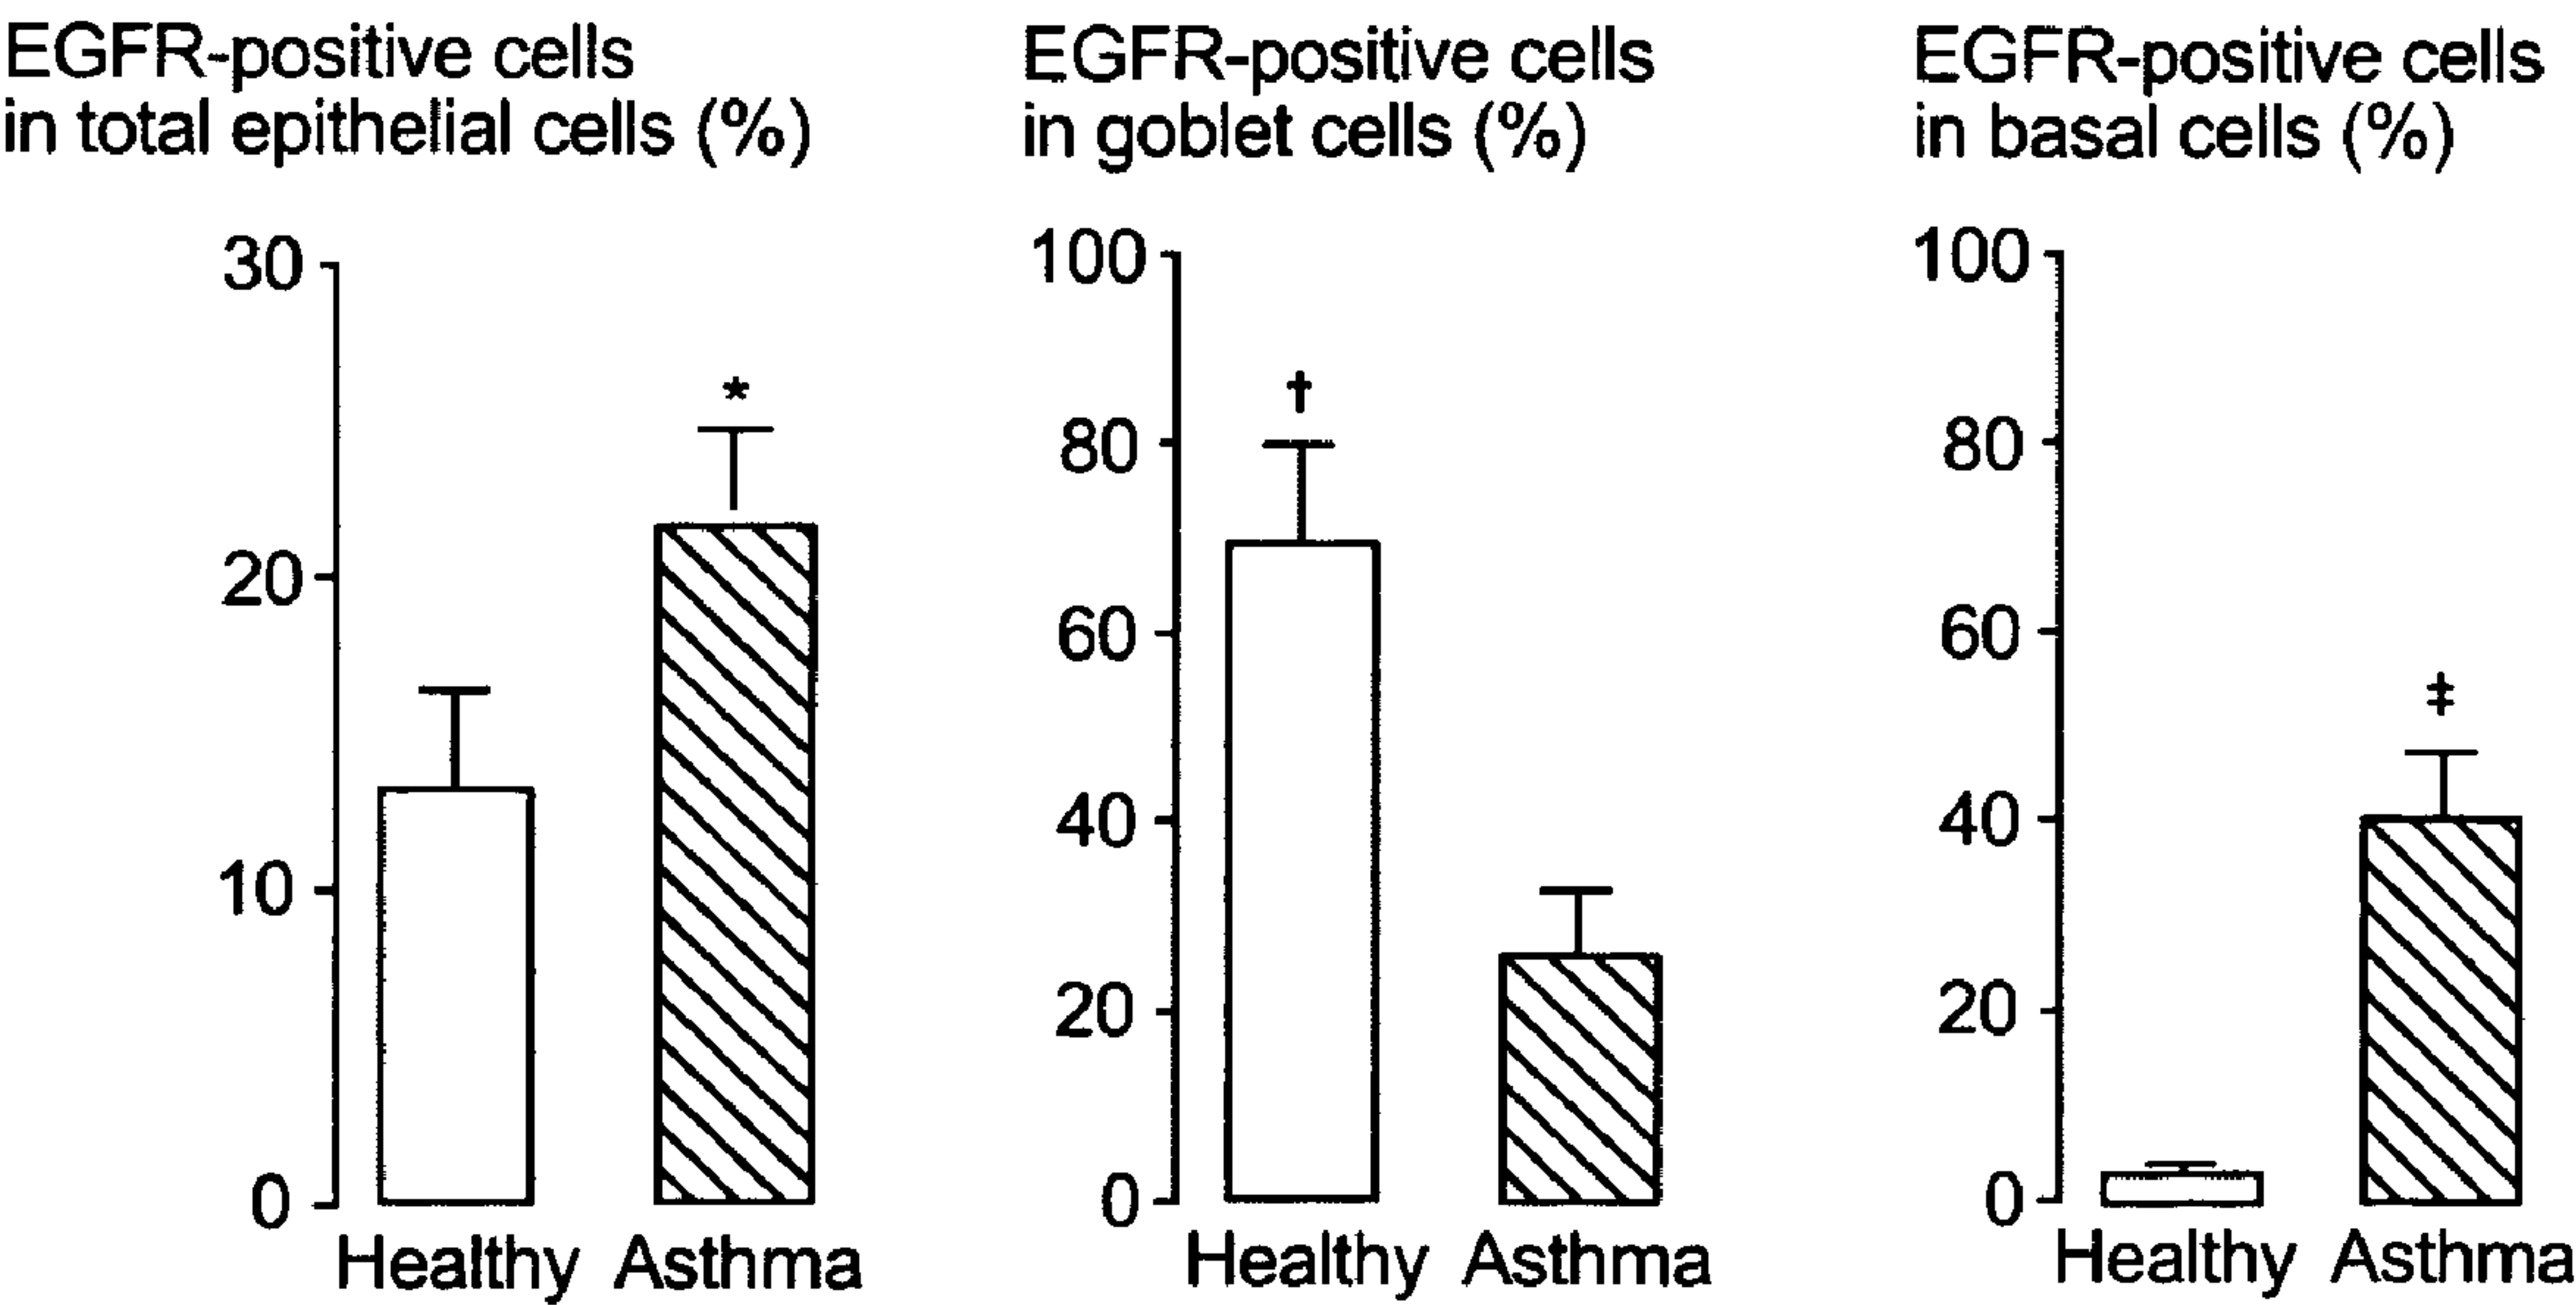 EGFR-positive cells
in total epithelial cells (%)
30
*
20
10
0
Healthy Asthma
EGFR-positive cells
in goblet cells (%)
100
†
80
60
40
20
0
Healthy Asthma
EGFR-positive cells
in basal cells (%)
100
80
60
‡
40
20
0
Healthy Asthma